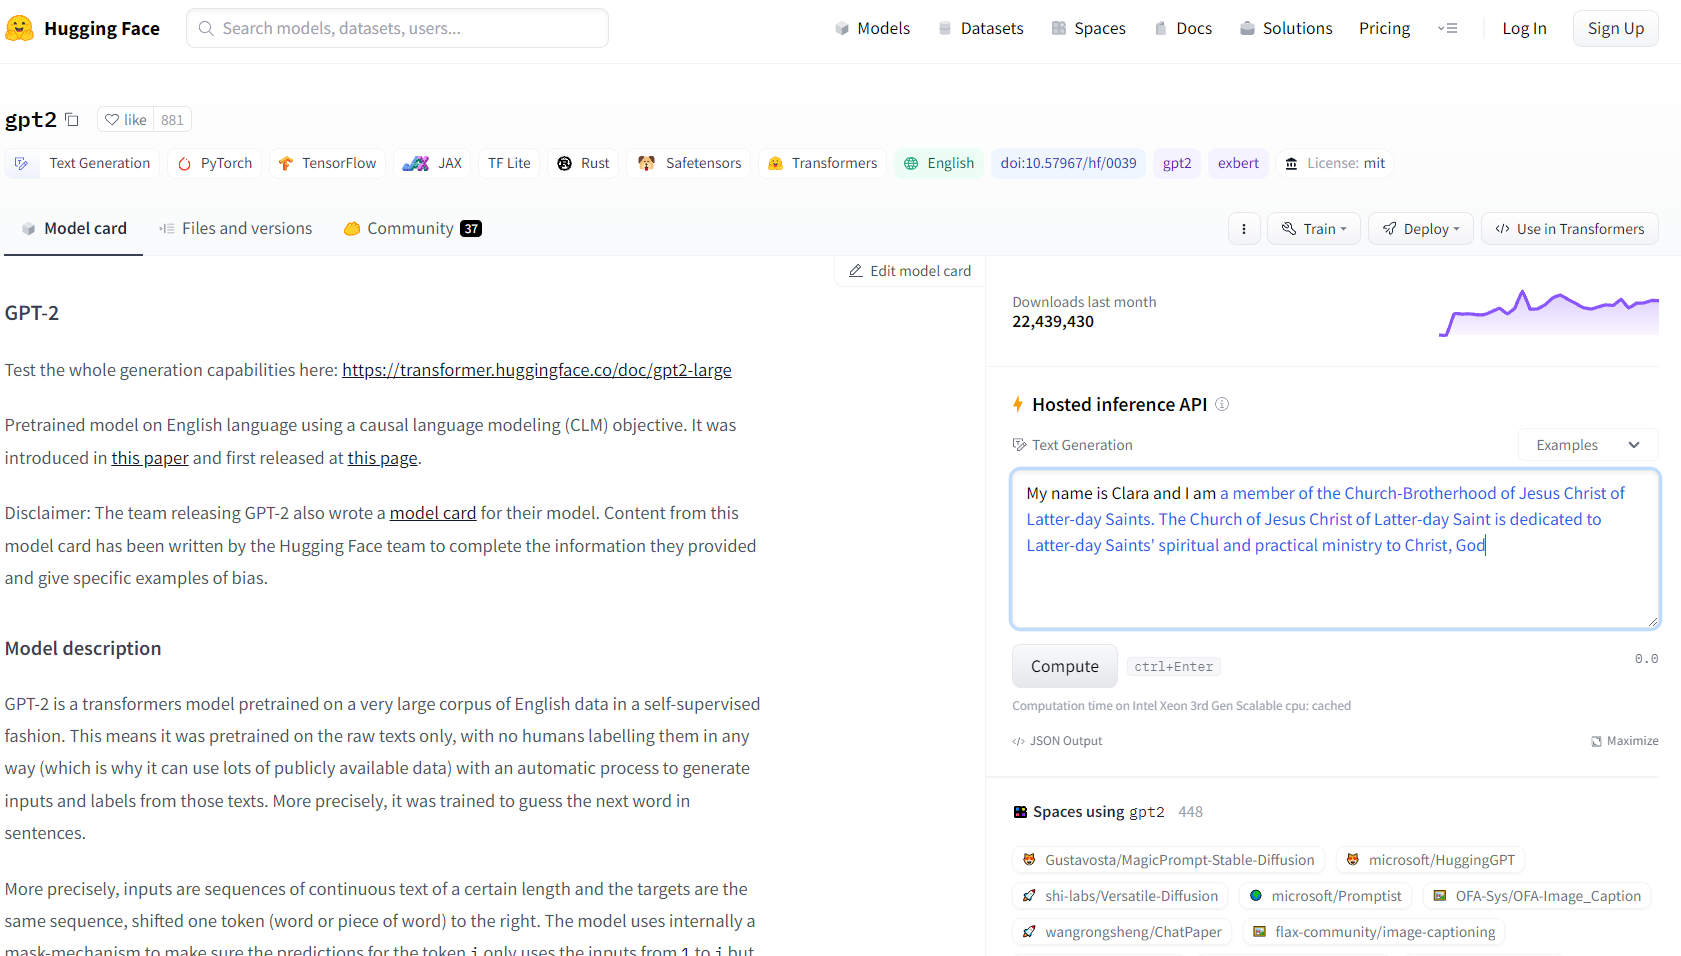 Hugging Face
Search models, datasets, users...
Models
Datasets
Spaces
Docs
Solutions
Pricing
Log In
Sign Up
gpt2
like
881
Text Generation
PyTorch
TensorFlow
JAX
TF Lite
Rust
Safetensors
Transformers
English
doi:10.57967/hf/0039
gpt2
exbert
License: mit
Model card
Files and versions
Community 37
Train
Deploy
</> Use in Transformers
Edit model card
GPT-2
Test the whole generation capabilities here: https://transformer.huggingface.co/doc/gpt2-large
Pretrained model on English language using a causal language modeling (CLM) objective. It was
introduced in this paper and first released at this page.
Disclaimer: The team releasing GPT-2 also wrote a model card for their model. Content from this
model card has been written by the Hugging Face team to complete the information they provided
and give specific examples of bias.
Model description
GPT-2 is a transformers model pretrained on a very large corpus of English data in a self-supervised
fashion. This means it was pretrained on the raw texts only, with no humans labelling them in any
way (which is why it can use lots of publicly available data) with an automatic process to generate
inputs and labels from those texts. More precisely, it was trained to guess the next word in
sentences.
More precisely, inputs are sequences of continuous text of a certain length and the targets are the
same sequence, shifted one token (word or piece of word) to the right. The model uses internally a
mask-mechanism to make sure the predictions for the token i only uses the inputs from 1 to i but
Downloads last month
22,439,430
Hosted inference API
Text Generation
Examples
My name is Clara and I am a member of the Church-Brotherhood of Jesus Christ of
Latter-day Saints. The Church of Jesus Christ of Latter-day Saint is dedicated to
Latter-day Saints' spiritual and practical ministry to Christ, God
Compute
ctrl+Enter
0.0
Computation time on Intel Xeon 3rd Gen Scalable cpu: cached
</> JSON Output
Maximize
Spaces using gpt2 448
Gustavosta/MagicPrompt-Stable-Diffusion
microsoft/HuggingGPT
shi-labs/Versatile-Diffusion
microsoft/Promptist
OFA-Sys/OFA-Image_Caption
wangrongsheng/ChatPaper
flax-community/image-captioning